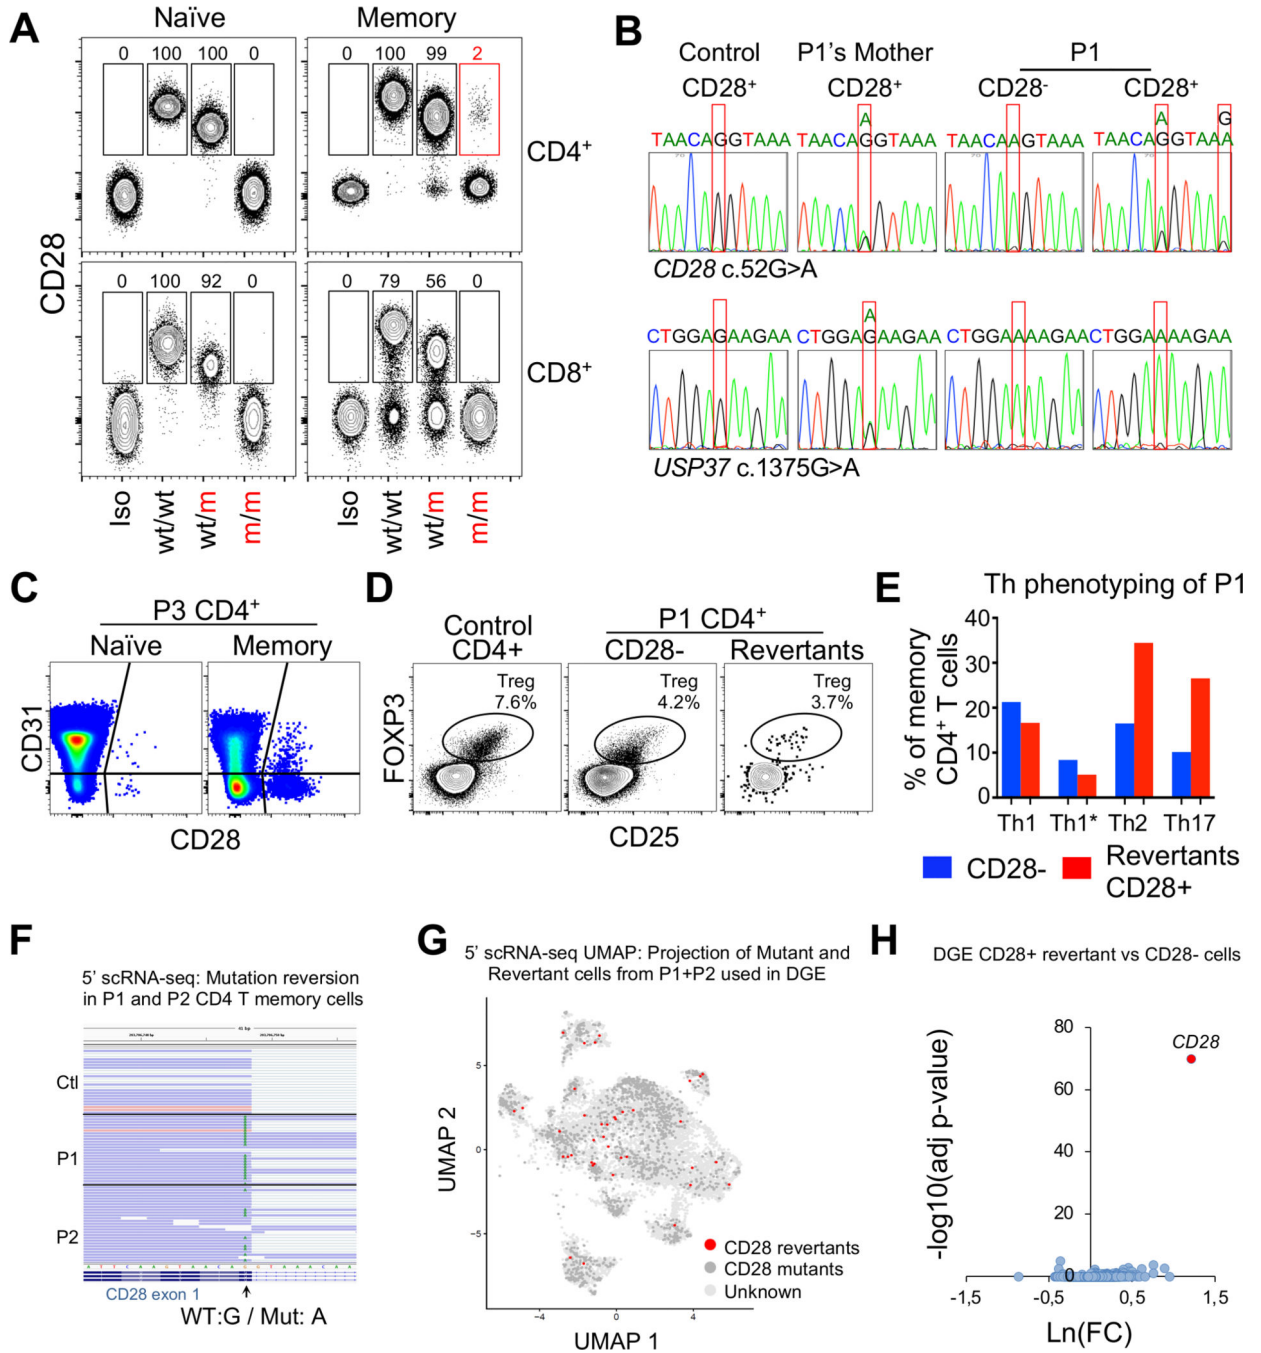 A
Naïve
Memory
0 100 100 0
0 100 99 2
CD4+
0 100 92 0
0 79 56 0
CD8+
CD28
Iso
wt/wt
wt/m
m/m
Iso
wt/wt
wt/m
m/m
B
Control
P1's Mother
P1
CD28+
CD28+
CD28-
CD28+
A
A
G
TAACAGGTAAA
TAACAGGTAAA
TAACAAGTAAA
TAACAGGTAAA
CD28 c.52G>A
A
CTGGAGAAGAA
CTGGAGAAGAA
CTGGAAAAGAA
CTGGAAAAGAA
USP37 c.1375G>A
C
P3 CD4+
Naïve
Memory
CD31
CD28
D
Control
CD4+
P1 CD4+
CD28-
Revertants
Treg
7.6%
Treg
4.2%
Treg
3.7%
FOXP3
CD25
E
Th phenotyping of P1
% of memory
CD4+ T cells
40
30
20
10
0
Th1 Th1* Th2 Th17
CD28-
Revertants
CD28+
F
5' scRNA-seq: Mutation reversion
in P1 and P2 CD4 T memory cells
41 bp
Ctl
P1
P2
A T T C A A G T A A C A G G T A A A C A A
CD28 exon 1
WT:G / Mut: A
G
5' scRNA-seq UMAP: Projection of Mutant and
Revertant cells from P1+P2 used in DGE
UMAP 2
5
0
−5
−4 0 4
UMAP 1
CD28 revertants
CD28 mutants
Unknown
H
DGE CD28+ revertant vs CD28- cells
-log10(adj p-value)
80
60
40
20
0
CD28
-1,5 -0,5 0,5 1,5
Ln(FC)